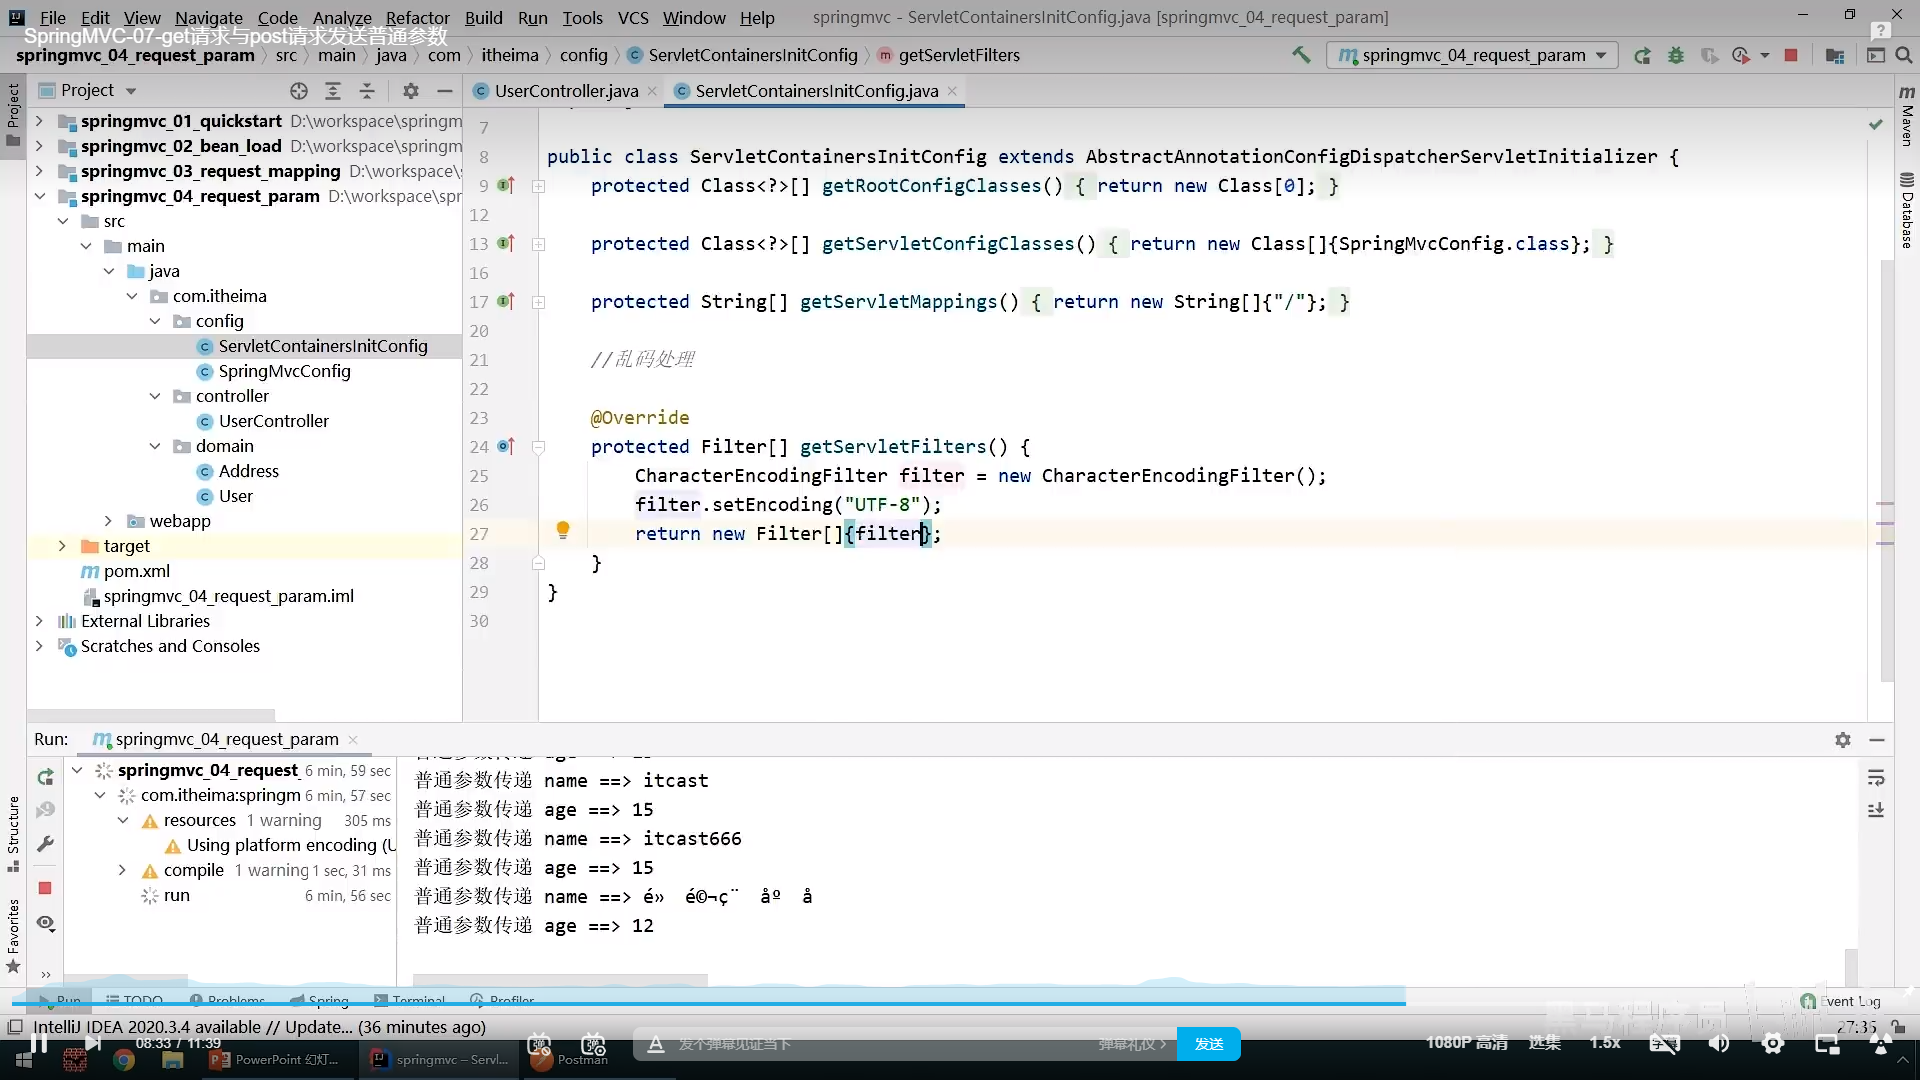 File Edit View Navigate Code Analyze Refactor Build Run Tools VCS Window Help springmvc - ServletContainersInitConfig.java [springmvc_04_request_param]
SpringMVC-07-get请求与post请求发送普通参数
springmvc_04_request_param src main java com itheima config ServletContainersInitConfig getServletFilters springmvc_04_request_param
Project UserController.java ServletContainersInitConfig.java
springmvc_01_quickstart D:\workspace\springm
springmvc_02_bean_load D:\workspace\springm
springmvc_03_request_mapping D:\workspace\s
springmvc_04_request_param D:\workspace\spr
src
main
java
com.itheima
config
ServletContainersInitConfig
SpringMvcConfig
controller
UserController
domain
Address
User
webapp
target
pom.xml
springmvc_04_request_param.iml
External Libraries
Scratches and Consoles
7
8 public class ServletContainersInitConfig extends AbstractAnnotationConfigDispatcherServletInitializer {
9 protected Class<?>[] getRootConfigClasses() { return new Class[0]; }
12
13 protected Class<?>[] getServletConfigClasses() { return new Class[]{SpringMvcConfig.class}; }
16
17 protected String[] getServletMappings() { return new String[]{"/"}; }
20
21 //乱码处理
22
23 @Override
24 protected Filter[] getServletFilters() {
25 CharacterEncodingFilter filter = new CharacterEncodingFilter();
26 filter.setEncoding("UTF-8");
27 return new Filter[]{filter};
28 }
29 }
30
Project
Structure
Favorites
Maven
Database
Run: springmvc_04_request_param
springmvc_04_request_ 6 min, 59 sec
com.itheima:springm 6 min, 57 sec
resources 1 warning 305 ms
Using platform encoding (U
compile 1 warning 1 sec, 31 ms
run 6 min, 56 sec
普通参数传递 name ==> itcast
普通参数传递 age ==> 15
普通参数传递 name ==> itcast666
普通参数传递 age ==> 15
普通参数传递 name ==> é» é©¬ç¨ åº å
普通参数传递 age ==> 12
Run TODO Problems Spring Terminal Profiler Event Log
IntelliJ IDEA 2020.3.4 available // Update... (36 minutes ago) 27:35
08:33 / 11:39 发个弹幕见证当下 弹幕礼仪 > 发送 1080P 高清 选集 1.5x
PowerPoint 幻灯... springmvc – Servl... Postman